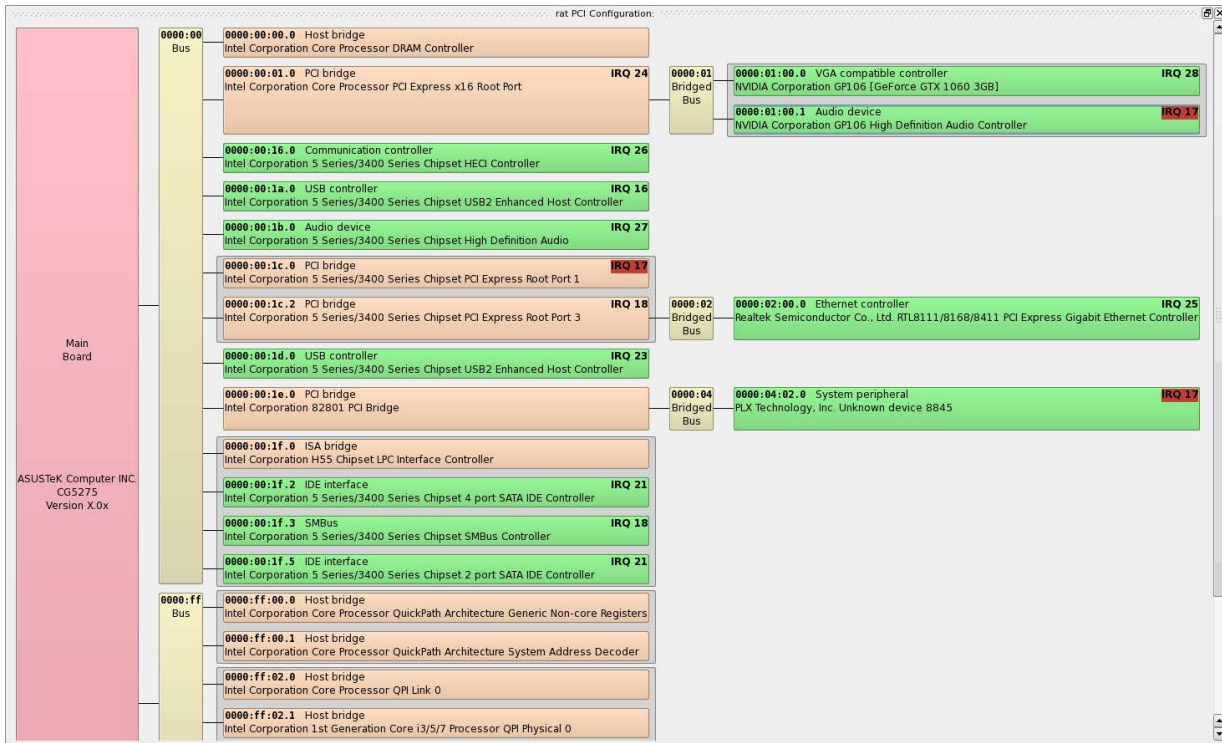 rat PCI Configuration:
Main
Board
ASUSTeK Computer INC.
CG5275
Version X.0x
0000:00
Bus
0000:00:00.0 Host bridge
Intel Corporation Core Processor DRAM Controller
0000:00:01.0 PCI bridge IRQ 24
Intel Corporation Core Processor PCI Express x16 Root Port
0000:01
Bridged
Bus
0000:01:00.0 VGA compatible controller IRQ 28
NVIDIA Corporation GP106 [GeForce GTX 1060 3GB]
0000:01:00.1 Audio device IRQ 17
NVIDIA Corporation GP106 High Definition Audio Controller
0000:00:16.0 Communication controller IRQ 26
Intel Corporation 5 Series/3400 Series Chipset HECI Controller
0000:00:1a.0 USB controller IRQ 16
Intel Corporation 5 Series/3400 Series Chipset USB2 Enhanced Host Controller
0000:00:1b.0 Audio device IRQ 27
Intel Corporation 5 Series/3400 Series Chipset High Definition Audio
0000:00:1c.0 PCI bridge IRQ 17
Intel Corporation 5 Series/3400 Series Chipset PCI Express Root Port 1
0000:00:1c.2 PCI bridge IRQ 18
Intel Corporation 5 Series/3400 Series Chipset PCI Express Root Port 3
0000:02
Bridged
Bus
0000:02:00.0 Ethernet controller IRQ 25
Realtek Semiconductor Co., Ltd. RTL8111/8168/8411 PCI Express Gigabit Ethernet Controller
0000:00:1d.0 USB controller IRQ 23
Intel Corporation 5 Series/3400 Series Chipset USB2 Enhanced Host Controller
0000:00:1e.0 PCI bridge
Intel Corporation 82801 PCI Bridge
0000:04
Bridged
Bus
0000:04:02.0 System peripheral IRQ 17
PLX Technology, Inc. Unknown device 8845
0000:00:1f.0 ISA bridge
Intel Corporation H55 Chipset LPC Interface Controller
0000:00:1f.2 IDE interface IRQ 21
Intel Corporation 5 Series/3400 Series Chipset 4 port SATA IDE Controller
0000:00:1f.3 SMBus IRQ 18
Intel Corporation 5 Series/3400 Series Chipset SMBus Controller
0000:00:1f.5 IDE interface IRQ 21
Intel Corporation 5 Series/3400 Series Chipset 2 port SATA IDE Controller
0000:ff
Bus
0000:ff:00.0 Host bridge
Intel Corporation Core Processor QuickPath Architecture Generic Non-core Registers
0000:ff:00.1 Host bridge
Intel Corporation Core Processor QuickPath Architecture System Address Decoder
0000:ff:02.0 Host bridge
Intel Corporation Core Processor QPI Link 0
0000:ff:02.1 Host bridge
Intel Corporation 1st Generation Core i3/5/7 Processor QPI Physical 0